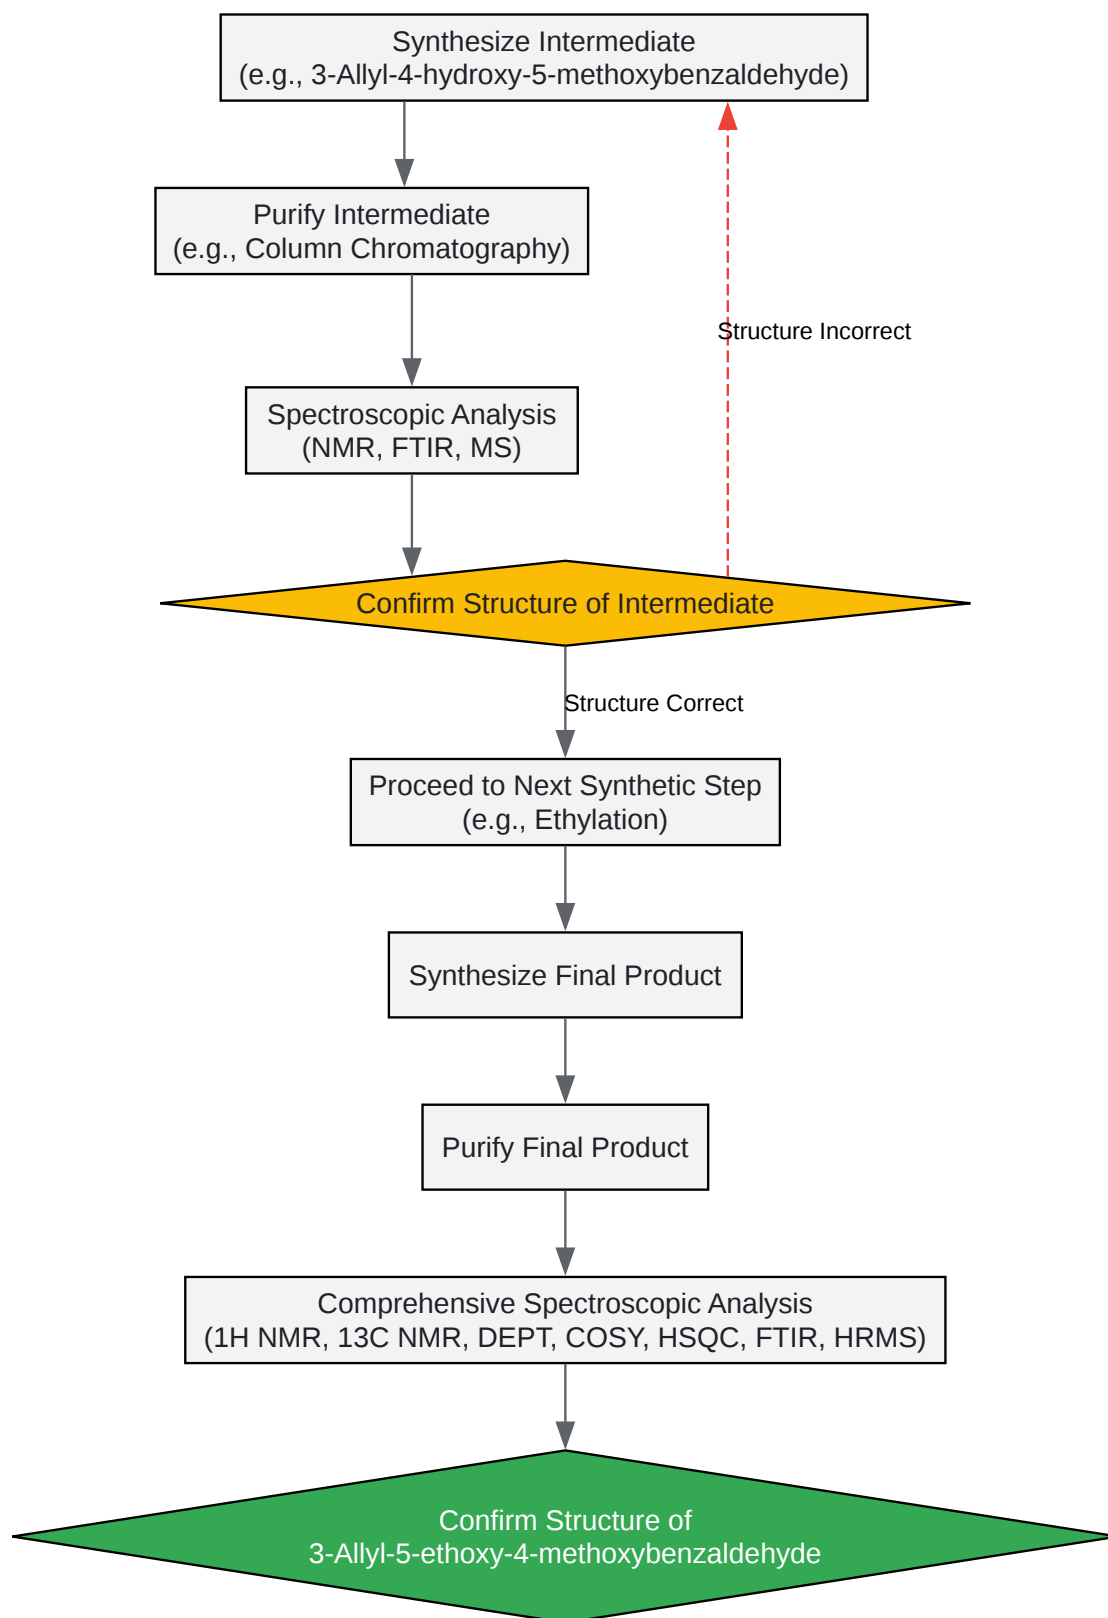 Synthesize Intermediate
(e.g., 3-Allyl-4-hydroxy-5-methoxybenzaldehyde)
Purify Intermediate
(e.g., Column Chromatography)
Structure Incorrect
Spectroscopic Analysis
(NMR, FTIR, MS)
Confirm Structure of Intermediate
Structure Correct
Proceed to Next Synthetic Step
(e.g., Ethylation)
Synthesize Final Product
Purify Final Product
Comprehensive Spectroscopic Analysis
(1H NMR, 13C NMR, DEPT, COSY, HSQC, FTIR, HRMS)
Confirm Structure of
3-Allyl-5-ethoxy-4-methoxybenzaldehyde